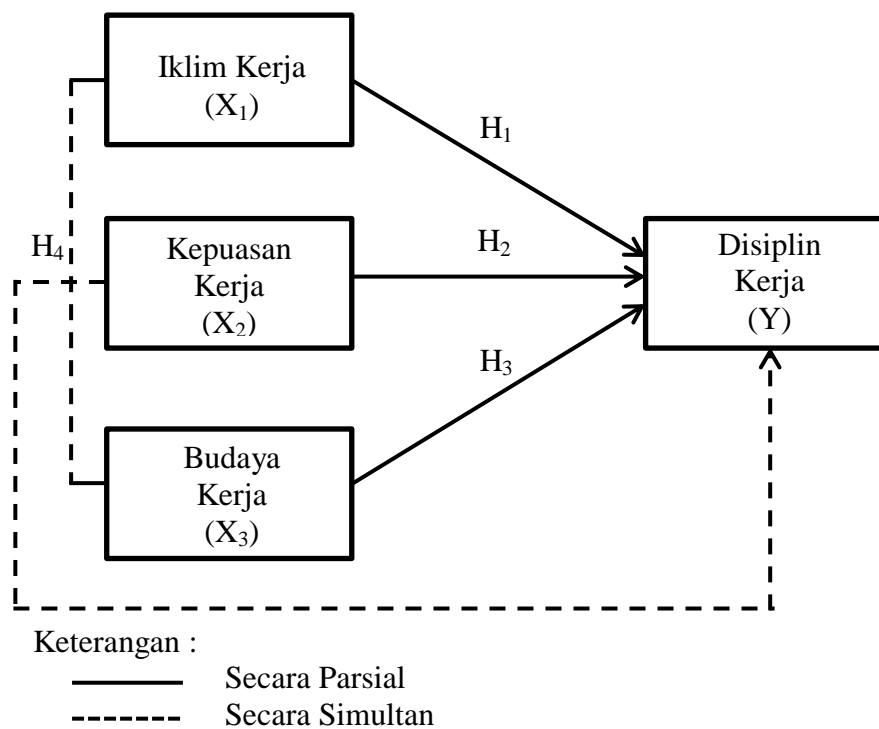 Iklim Kerja
(X₁)
H₁
H₄
Kepuasan
Kerja
(X₂)
H₂
Disiplin
Kerja
(Y)
H₃
Budaya
Kerja
(X₃)
Keterangan :
Secara Parsial
Secara Simultan